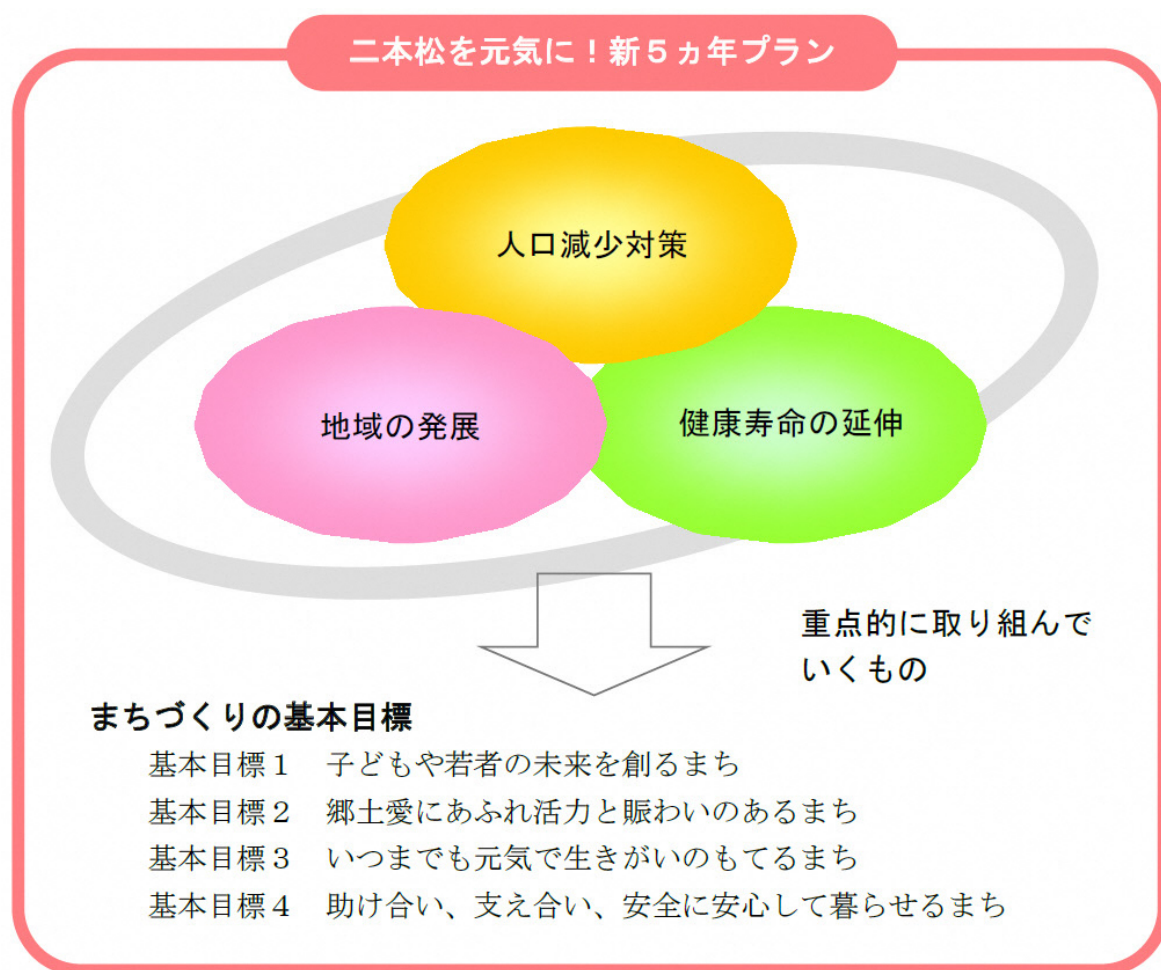 二本松を元気に！新５ヵ年プラン
人口減少対策
地域の発展
健康寿命の延伸
重点的に取り組んで
いくもの
まちづくりの基本目標
基本目標１　子どもや若者の未来を創るまち
基本目標２　郷土愛にあふれ活力と賑わいのあるまち
基本目標３　いつまでも元気で生きがいのもてるまち
基本目標４　助け合い、支え合い、安全に安心して暮らせるまち